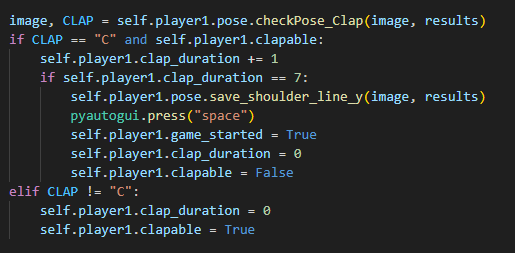 image, CLAP = self.player1.pose.checkPose_Clap(image, results)
if CLAP == "C" and self.player1.clapable:
    self.player1.clap_duration += 1
    if self.player1.clap_duration == 7:
        self.player1.pose.save_shoulder_line_y(image, results)
        pyautogui.press("space")
        self.player1.game_started = True
        self.player1.clap_duration = 0
        self.player1.clapable = False
elif CLAP != "C":
    self.player1.clap_duration = 0
    self.player1.clapable = True